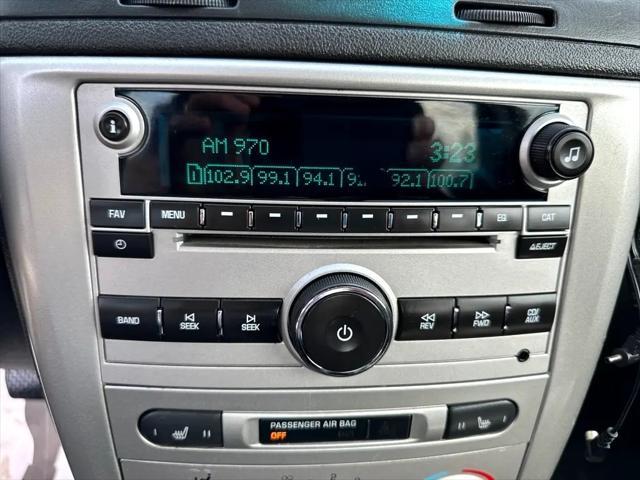 AM 970 3:23
1 102.9 99.1 94.1 92.1 100.7
FAV MENU EQ CAT
EJECT
BAND SEEK SEEK REV FWD CD/AUX
PASSENGER AIR BAG
OFF